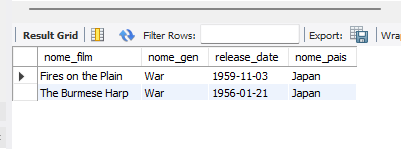 Result Grid Filter Rows: Export: Wrap
nome_film nome_gen release_date nome_pais
Fires on the Plain War 1959-11-03 Japan
The Burmese Harp War 1956-01-21 Japan